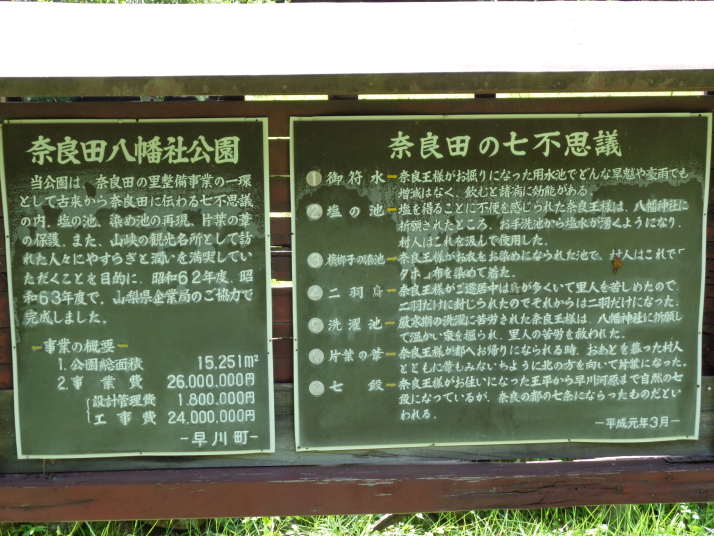 奈良田八幡社公園
当公園は、奈良田の里整備事業の一環
として古来から奈良田に伝わる七不思議
の内、塩の池、染め池の再現、片葉の葦
の保護、また、山峡の観光名所として訪
れた人々にやすらぎと潤いを満喫してい
ただくことを目的に、昭和62年度、昭
和63年度で、山梨県企業局のご協力で
完成しました。
事業の概要
1.公園総面積 15.251m²
2.事業費 26.000,000円
設計管理費 1.800,000円
工事費 24.000,000円
-早川町-
奈良田の七不思議
1 御符水 奈良王様がお掘りになった用水池でどんな旱魃や豪雨でも
増減はなく、飲むと諸病に効能がある。
2 塩の池 塩を得ることに不便を感じられた奈良王様は、八幡神社に
祈願されたところ、お手洗池から塩水が湧くようになり、
村人はこれを汲んで使用した。
3 檳榔子の染池 奈良王様がお衣をお染めになられた池で、村人はこれで「
タホ」布を染めて着た。
4 二羽烏 奈良王様がご遷居中は烏が多くいて里人を苦しめたので、
二羽だけに封じられたのでそれからは二羽だけになった。
洗濯池 厳寒期の洗濯に苦労された奈良王様は、八幡神社に祈願し
て温かい泉を掘られ、里人の苦労を救われた。
片葉の葦 奈良王様が都へお帰りになられる時、おあとを慕った村人
とともに葦もみないちように北の方を向いて片葉になった。
七段 奈良王様がお住いになった王平から早川河原まで自然の七
段になっているが、奈良の都の七条にならったものだとい
われる。
-平成元年3月-